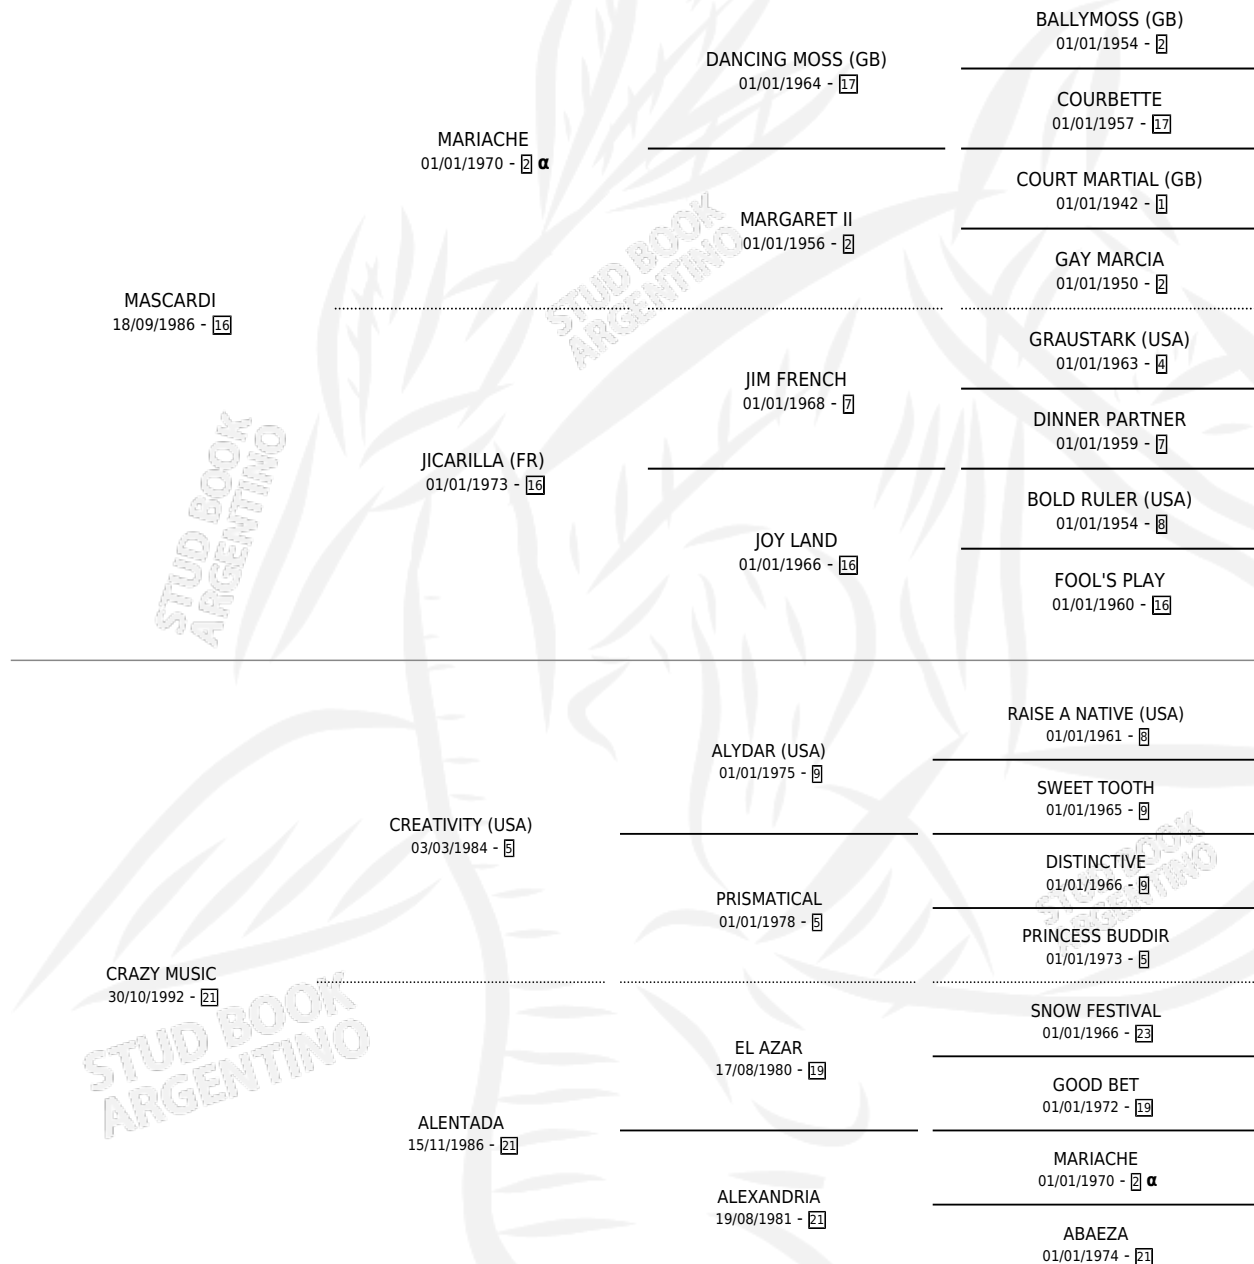 BALLYMOSS (GB)
01/01/1954 - 2
DANCING MOSS (GB)
01/01/1964 - 17
COURBETTE
01/01/1957 - 17
MARIACHE
01/01/1970 - 2 α
COURT MARTIAL (GB)
01/01/1942 - 1
MARGARET II
01/01/1956 - 2
GAY MARCIA
01/01/1950 - 2
MASCARDI
18/09/1986 - 16
STUD BOOK
ARGENTINO
GRAUSTARK (USA)
01/01/1963 - 4
JIM FRENCH
01/01/1968 - 7
DINNER PARTNER
01/01/1959 - 7
JICARILLA (FR)
01/01/1973 - 16
BOLD RULER (USA)
01/01/1954 - 8
JOY LAND
01/01/1966 - 16
FOOL'S PLAY
01/01/1960 - 16
STUD BOOK
ARGENTINO
RAISE A NATIVE (USA)
01/01/1961 - 8
ALYDAR (USA)
01/01/1975 - 9
SWEET TOOTH
01/01/1965 - 9
CREATIVITY (USA)
03/03/1984 - 5
DISTINCTIVE
01/01/1966 - 9
PRISMATICAL
01/01/1978 - 5
PRINCESS BUDDIR
01/01/1973 - 5
STUD BOOK
ARGENTINO
CRAZY MUSIC
30/10/1992 - 21
STUD BOOK
ARGENTINO
SNOW FESTIVAL
01/01/1966 - 23
EL AZAR
17/08/1980 - 19
GOOD BET
01/01/1972 - 19
ALENTADA
15/11/1986 - 21
MARIACHE
01/01/1970 - 2 α
ALEXANDRIA
19/08/1981 - 21
ABAEZA
01/01/1974 - 21